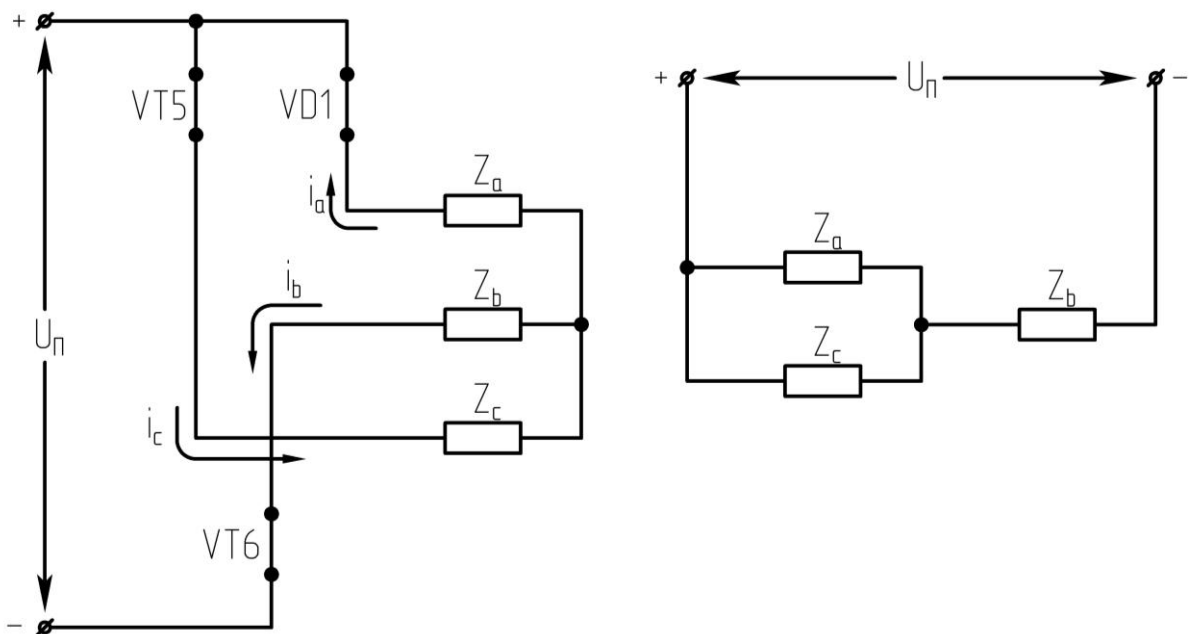 +
VT5
VD1
Z_a
i_a
i_b
Z_b
U_П
i_c
Z_c
VT6
−
+
U_П
−
Z_a
Z_b
Z_c